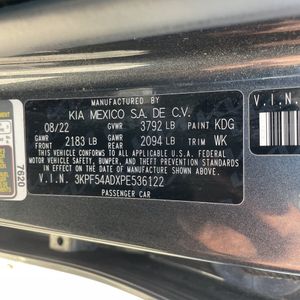 MFD BY
KIA MEXICO S.A. DE C.V.
08/22 GVWR 3792 LB PAINT KDG
GAWR FRONT 2183 LB GAWR REAR 2094 LB TRIM WK
THIS VEHICLE CONFORMS TO ALL APPLICABLE U.S. FEDERAL
MOTOR VEHICLE SAFETY, BUMPER, AND THEFT PREVENTION STANDARDS
IN EFFECT ON THE DATE OF MANUFACTURE SHOWN ABOVE.
V.I.N. 3KPF54ADXPE536122
PASSENGER CAR
7620
V.I.N.